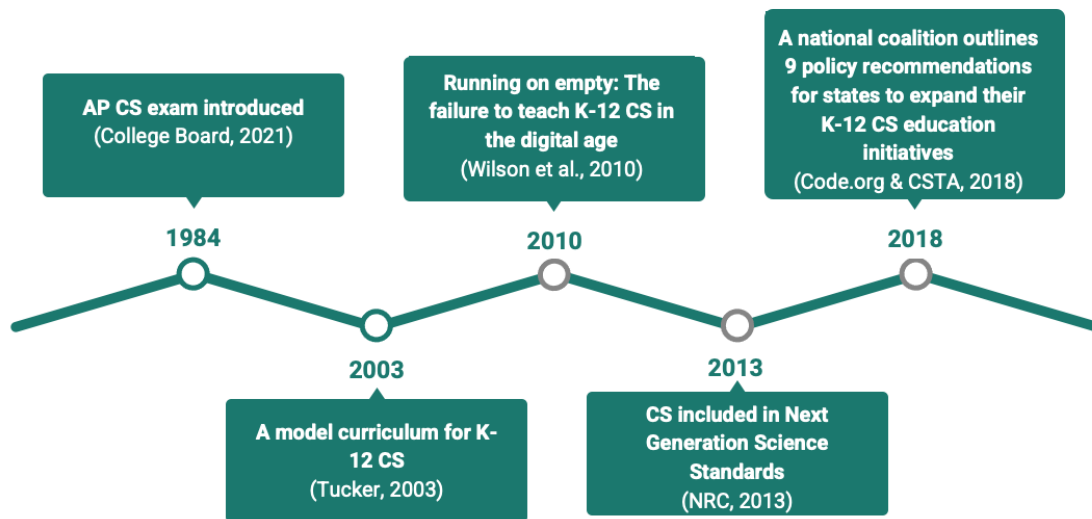 AP CS exam introduced
(College Board, 2021)
1984
Running on empty: The
failure to teach K-12 CS in
the digital age
(Wilson et al., 2010)
2010
A national coalition outlines
9 policy recommendations
for states to expand their
K-12 CS education
initiatives
(Code.org & CSTA, 2018)
2018
2003
A model curriculum for K-
12 CS
(Tucker, 2003)
2013
CS included in Next
Generation Science
Standards
(NRC, 2013)